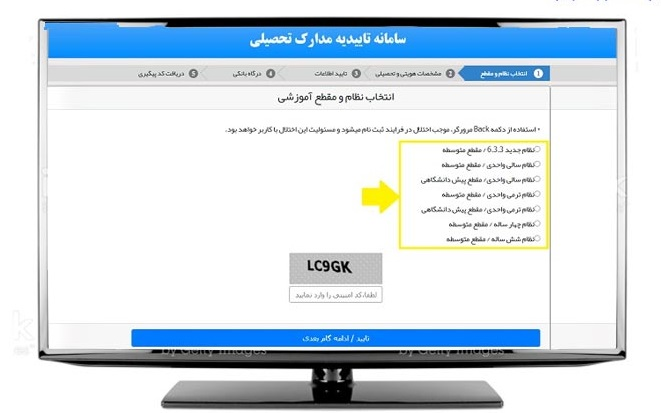 سامانه تاییدیه مدارک تحصیلی
1 انتخاب نظام و مقطع 2 مشخصات هویتی و تحصیلی 3 تایید اطلاعات 4 درگاه بانکی 5 دریافت کد پیگیری
انتخاب نظام و مقطع آموزشی
• استفاده از دکمه Back مرورگر، موجب اختلال در فرایند ثبت نام میشود و مسئولیت این اختلال با کاربر خواهد بود.
نظام جدید 6.3.3 / مقطع متوسطه
نظام سالی واحدی / مقطع متوسطه
نظام سالی واحدی / مقطع پیش دانشگاهی
نظام ترمی واحدی / مقطع متوسطه
نظام ترمی واحدی / مقطع پیش دانشگاهی
نظام چهار ساله / مقطع متوسطه
نظام شش ساله / مقطع متوسطه
LC9GK
لطفا، کد امنیتی را وارد نمایید
تایید / ادامه گام بعدی
by Getty Images by Getty Images